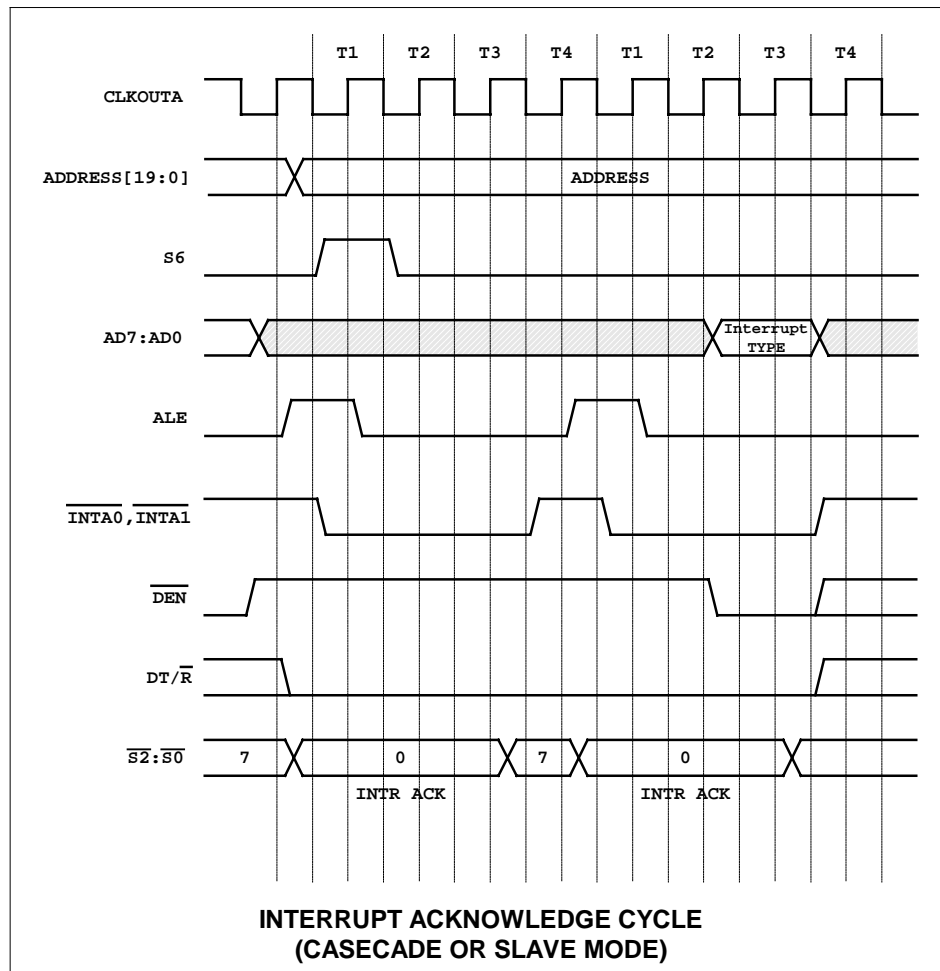 T1 T2 T3 T4 T1 T2 T3 T4
CLKOUTA
ADDRESS[19:0] ADDRESS
S6
AD7:AD0 Interrupt
TYPE
ALE
INTA0,INTA1
DEN
DT/R
S2:S0 7 0 7 0
INTR ACK INTR ACK
INTERRUPT ACKNOWLEDGE CYCLE
(CASECADE OR SLAVE MODE)